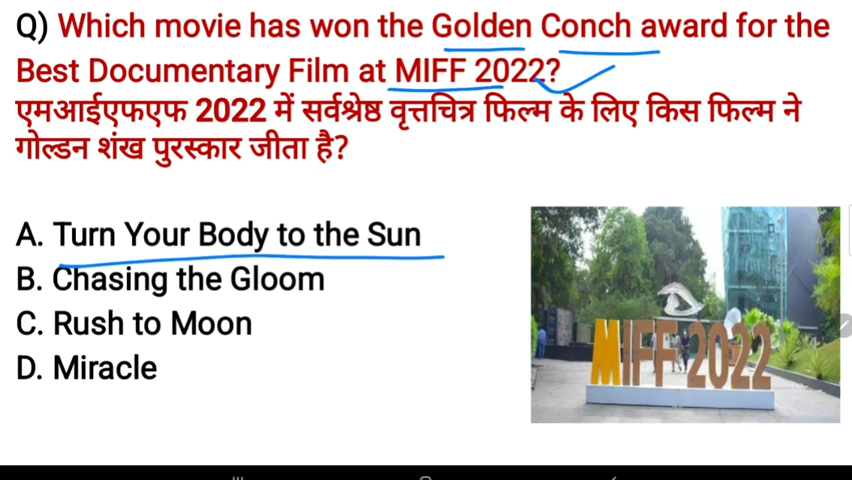 Q) Which movie has won the Golden Conch award for the
Best Documentary Film at MIFF 2022?
एमआईएफएफ 2022 में सर्वश्रेष्ठ वृत्तचित्र फिल्म के लिए किस फिल्म ने
गोल्डन शंख पुरस्कार जीता है?
A. Turn Your Body to the Sun
B. Chasing the Gloom
C. Rush to Moon
D. Miracle
MIFF 2022